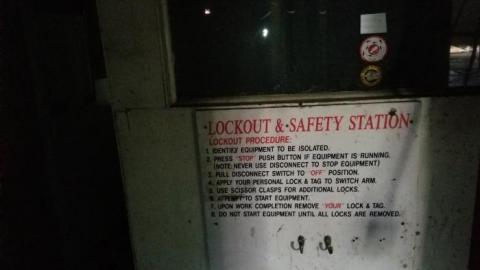 ·LOCKOUT & SAFETY STATION·
LOCKOUT PROCEDURE:
1. IDENTIFY EQUIPMENT TO BE ISOLATED.
2. PRESS "STOP" PUSH BUTTON IF EQUIPMENT IS RUNNING.
(NOTE: NEVER USE DISCONNECT TO STOP EQUIPMENT)
3. PULL DISCONNECT SWITCH TO "OFF" POSITION.
4. APPLY YOUR PERSONAL LOCK & TAG TO SWITCH ARM.
5. USE SCISSOR CLASPS FOR ADDITIONAL LOCKS.
6. ATTEMPT TO START EQUIPMENT.
7. UPON WORK COMPLETION REMOVE "YOUR" LOCK & TAG.
8. DO NOT START EQUIPMENT UNTIL ALL LOCKS ARE REMOVED.